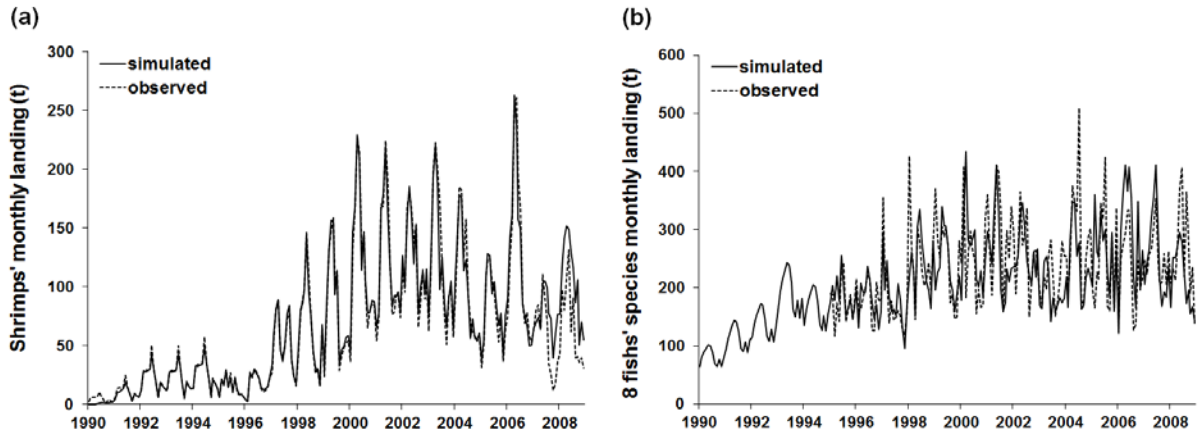 (a)
Shrimps' monthly landing (t)
300
250
200
150
100
50
0
simulated
observed
1990 1992 1994 1996 1998 2000 2002 2004 2006 2008
(b)
8 fishs' species monthly landing (t)
600
500
400
300
200
100
0
simulated
observed
1990 1992 1994 1996 1998 2000 2002 2004 2006 2008